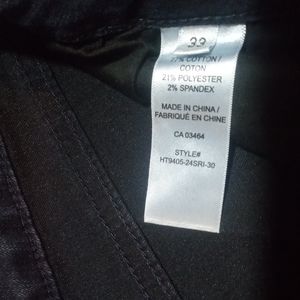 33
77% COTTON /
COTON
21% POLYESTER
2% SPANDEX
MADE IN CHINA /
FABRIQUÉ EN CHINE
CA 03464
STYLE#
HT9405-24SRI-30